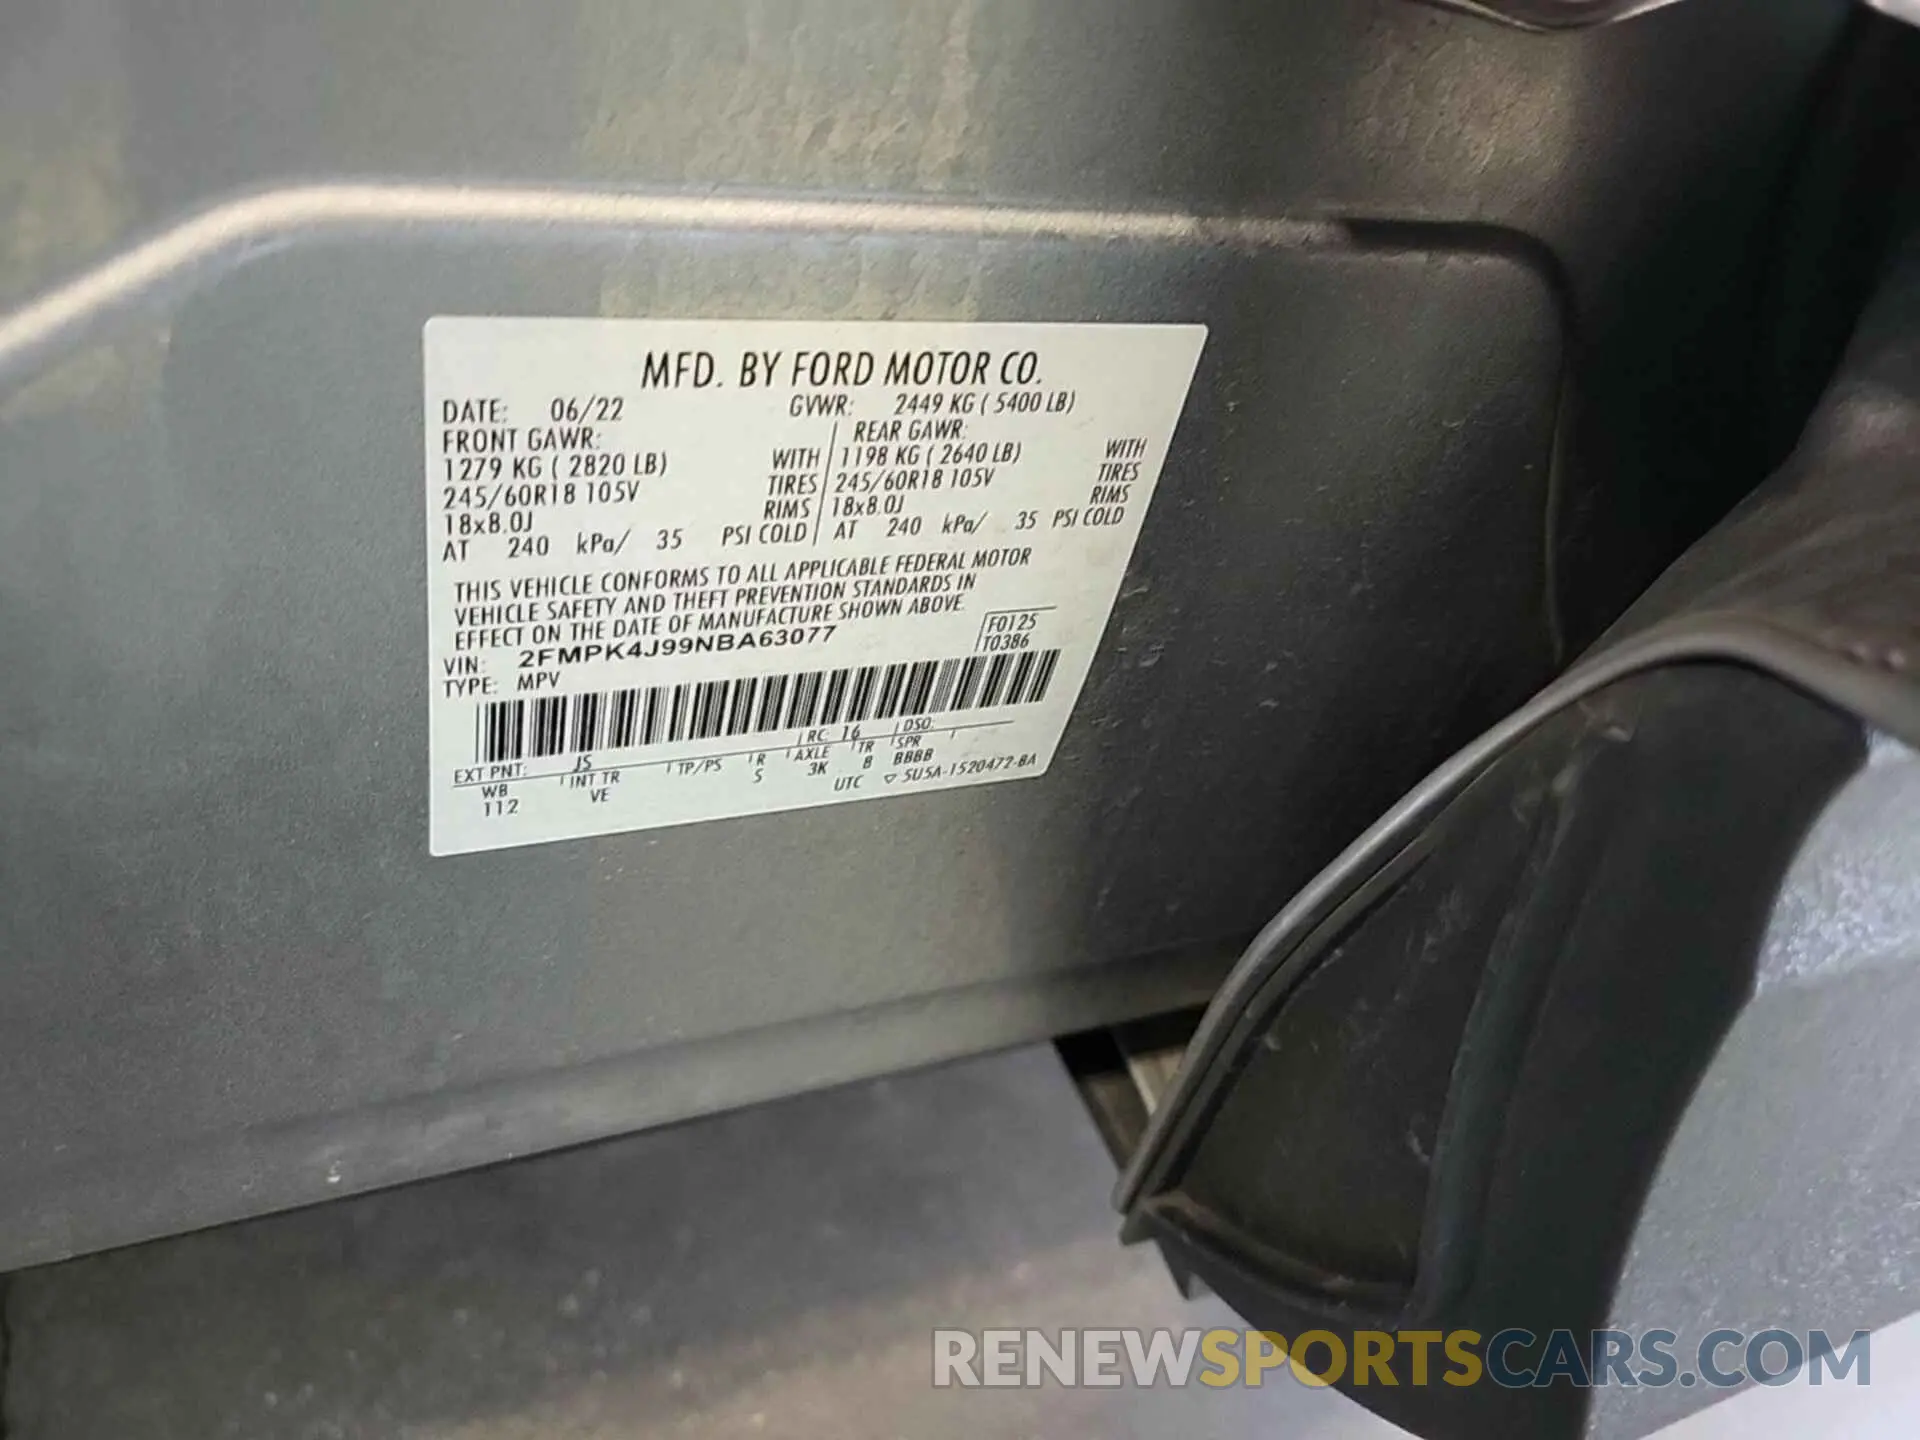 MFD. BY FORD MOTOR CO.
DATE: 06/22 GVWR: 2449 KG ( 5400 LB)
FRONT GAWR: REAR GAWR:
1279 KG ( 2820 LB) WITH 1198 KG ( 2640 LB) WITH
245/60R18 105V TIRES 245/60R18 105V TIRES
18x8.0J RIMS 18x8.0J RIMS
AT 240 kPa/ 35 PSI COLD AT 240 kPa/ 35 PSI COLD
THIS VEHICLE CONFORMS TO ALL APPLICABLE FEDERAL MOTOR
VEHICLE SAFETY AND THEFT PREVENTION STANDARDS IN
EFFECT ON THE DATE OF MANUFACTURE SHOWN ABOVE.
VIN: 2FMPK4J99NBA63077 F0125
TYPE: MPV T0386
EXT PNT: JS RC: 16 DSO:
WB INT TR TP/PS R AXLE TR SPR
112 VE S 3K B BBBB
UTC ▽ 5U5A-1520472-BA
RENEWSPORTSCARS.COM